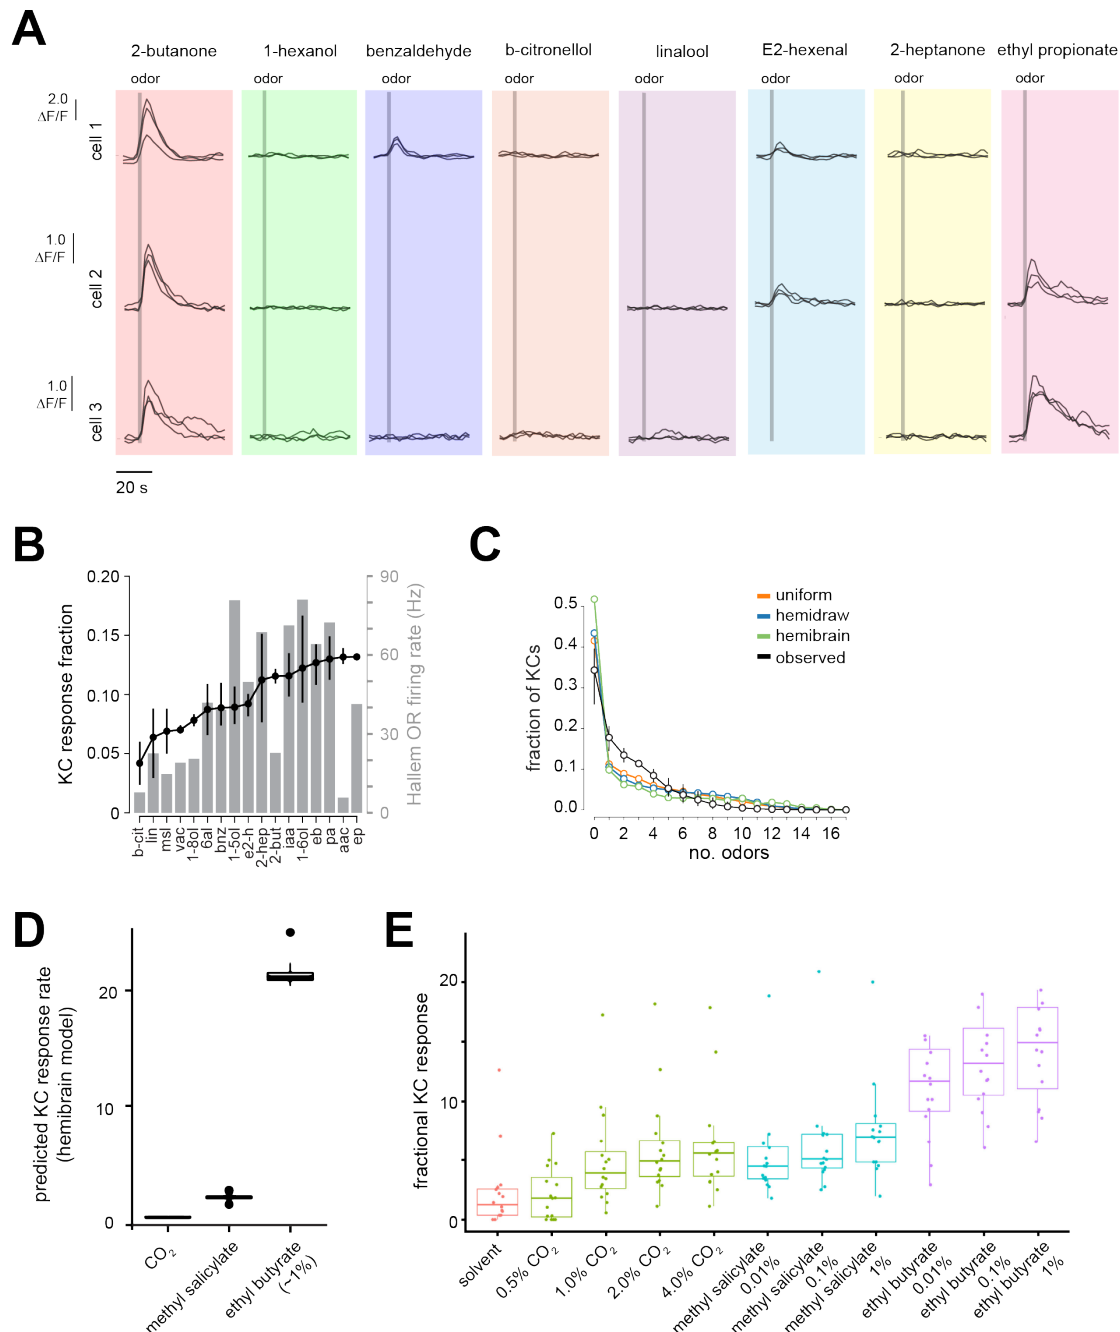 A
2-butanone 1-hexanol benzaldehyde b-citronellol linalool E2-hexenal 2-heptanone ethyl propionate
odor odor odor odor odor odor odor odor
2.0
ΔF/F
cell 1
1.0
ΔF/F
cell 2
1.0
ΔF/F
cell 3
20 s
B
KC response fraction
0.20
0.15
0.10
0.05
0
90
60
30
0
Hallem OR firing rate (Hz)
b-cit lin msl vac 1-8ol 6al bnz 1-5ol e2-h 2-hep 2-but iaa 1-6ol eb pa aac ep
C
fraction of KCs
0.5
0.4
0.3
0.2
0.1
0.0
uniform
hemidraw
hemibrain
observed
0 2 4 6 8 10 12 14 16
no. odors
D
predicted KC response rate
(hemibrain model)
20
10
0
CO₂
methyl salicylate
ethyl butyrate
(~1%)
E
fractional KC response
20
10
0
solvent
0.5% CO₂
1.0% CO₂
2.0% CO₂
4.0% CO₂
methyl salicylate
0.01%
methyl salicylate
0.1%
methyl salicylate
1%
ethyl butyrate
0.01%
ethyl butyrate
0.1%
ethyl butyrate
1%